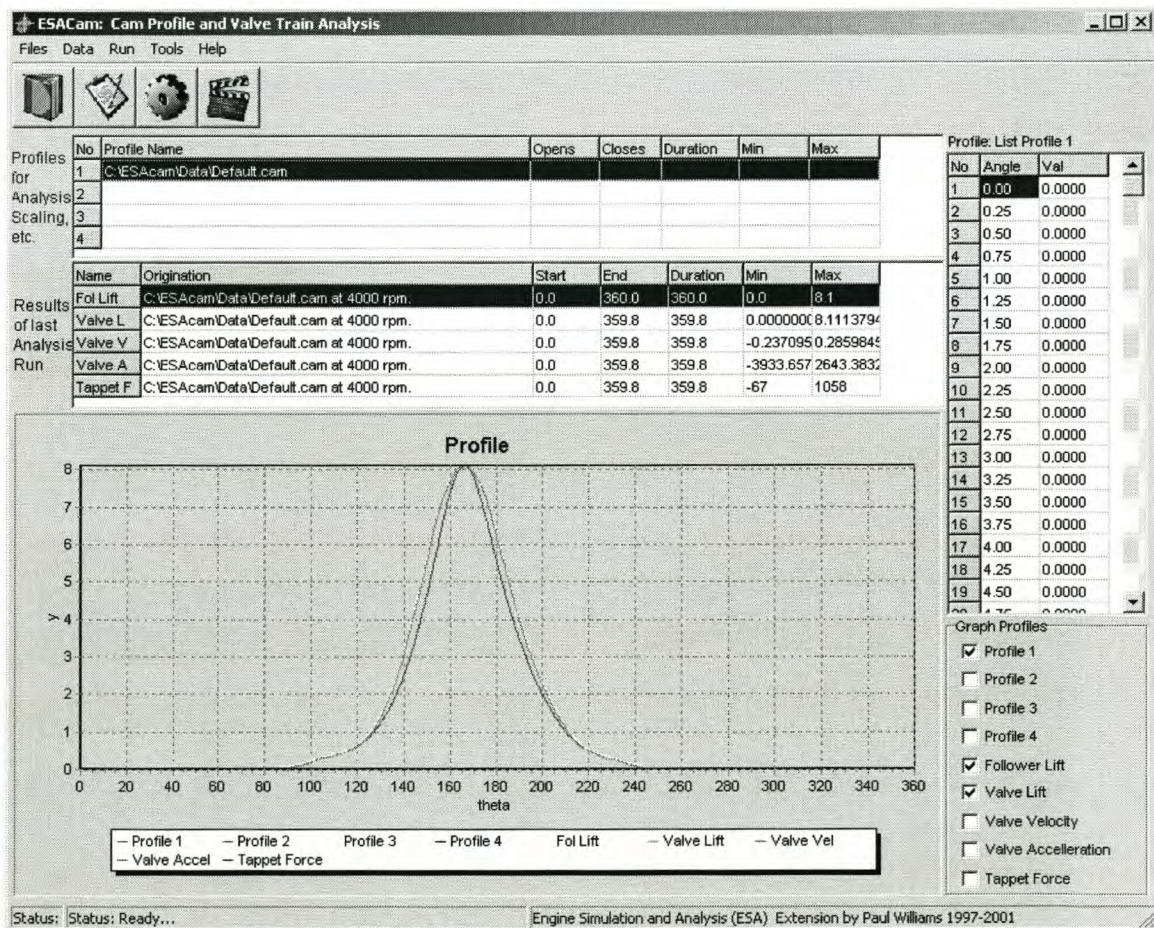 ESACam: Cam Profile and Valve Train Analysis
Files Data Run Tools Help
Profiles for Analysis Scaling, etc.
No Profile Name Opens Closes Duration Min Max
1 C:\ESAcam\Data\Default.cam
2
3
4
Results of last Analysis Run
Name Origination Start End Duration Min Max
Fol Lift C:\ESAcam\Data\Default.cam at 4000 rpm. 0.0 360.0 360.0 0.0 8.1
Valve L C:\ESAcam\Data\Default.cam at 4000 rpm. 0.0 359.8 359.8 0.0000000 8.1113794
Valve V C:\ESAcam\Data\Default.cam at 4000 rpm. 0.0 359.8 359.8 -0.237095 0.2859845
Valve A C:\ESAcam\Data\Default.cam at 4000 rpm. 0.0 359.8 359.8 -3933.657 2643.3832
Tappet F C:\ESAcam\Data\Default.cam at 4000 rpm. 0.0 359.8 359.8 -67 1058
Profile: List Profile 1
No Angle Val
1 0.00 0.0000
2 0.25 0.0000
3 0.50 0.0000
4 0.75 0.0000
5 1.00 0.0000
6 1.25 0.0000
7 1.50 0.0000
8 1.75 0.0000
9 2.00 0.0000
10 2.25 0.0000
11 2.50 0.0000
12 2.75 0.0000
13 3.00 0.0000
14 3.25 0.0000
15 3.50 0.0000
16 3.75 0.0000
17 4.00 0.0000
18 4.25 0.0000
19 4.50 0.0000
20 4.75 0.0000
Profile
8
7
6
5
4
3
2
1
0
y
0 20 40 60 80 100 120 140 160 180 200 220 240 260 280 300 320 340 360
theta
Profile 1 Profile 2 Profile 3 Profile 4 Fol Lift Valve Lift Valve Vel
Valve Accel Tappet Force
Graph Profiles
Profile 1
Profile 2
Profile 3
Profile 4
Follower Lift
Valve Lift
Valve Velocity
Valve Accelleration
Tappet Force
Status: Status: Ready... Engine Simulation and Analysis (ESA) Extension by Paul Williams 1997-2001